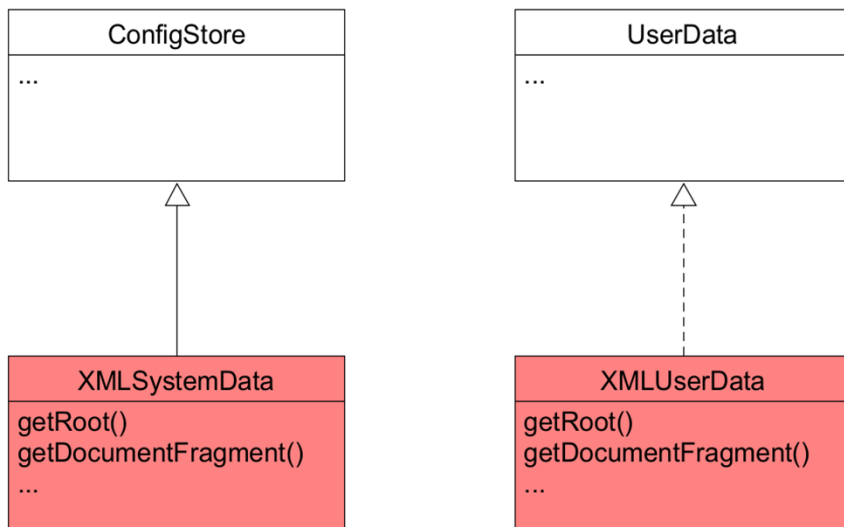 ConfigStore
...
UserData
...
XMLSystemData
getRoot()
getDocumentFragment()
...
XMLUserData
getRoot()
getDocumentFragment()
...